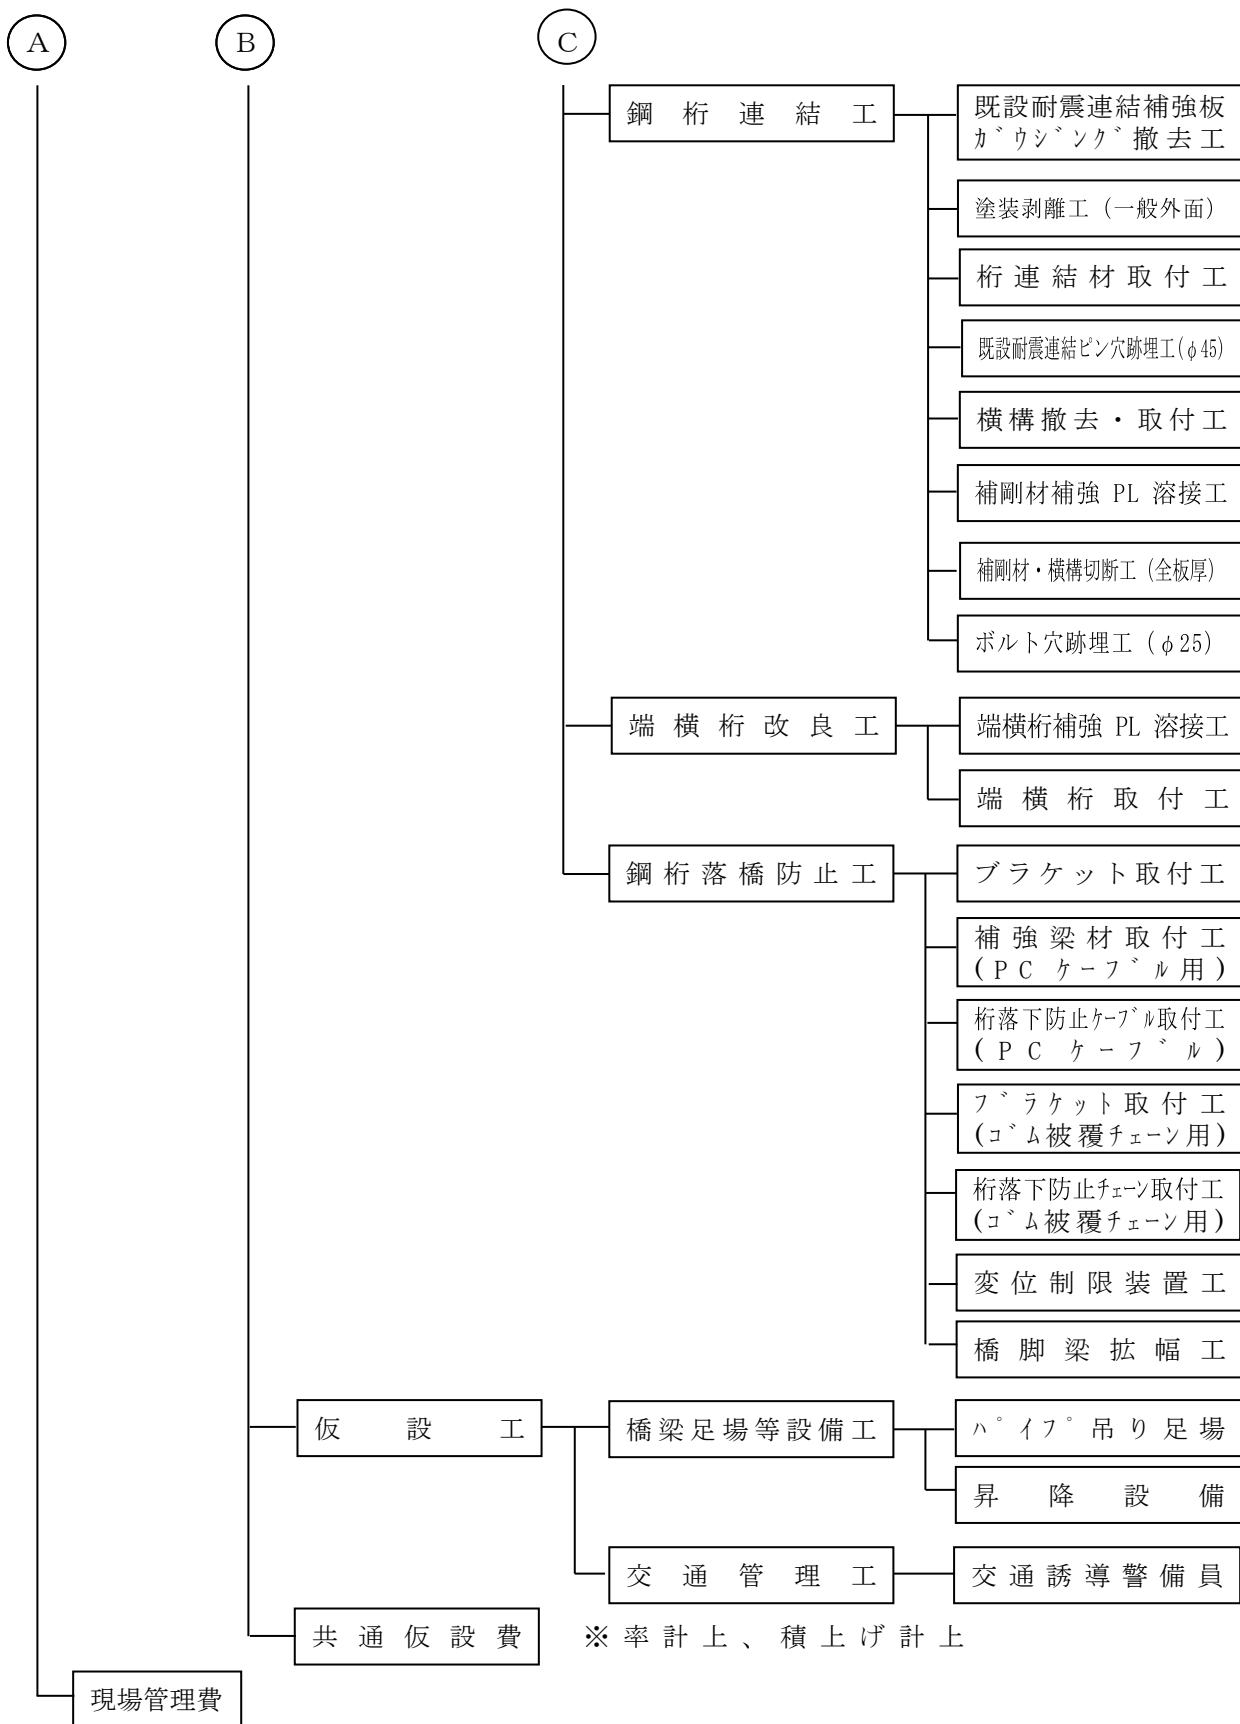 A
B
C
鋼桁連結工
既設耐震連結補強板
ガウジング撤去工
塗装剥離工（一般外面）
桁連結材取付工
既設耐震連結ピン穴跡埋工(φ45)
横構撤去・取付工
補剛材補強 PL 溶接工
補剛材・横構切断工（全板厚）
ボルト穴跡埋工（φ25）
端横桁改良工
端横桁補強 PL 溶接工
端横桁取付工
鋼桁落橋防止工
ブラケット取付工
補強梁材取付工
(PC ｹｰﾌﾞﾙ用)
桁落下防止ｹｰﾌﾞﾙ取付工
(PC ｹｰﾌﾞﾙ)
ﾌﾞﾗｹｯﾄ取付工
(ｺﾞﾑ被覆ﾁｪｰﾝ用)
桁落下防止ﾁｪｰﾝ取付工
(ｺﾞﾑ被覆ﾁｪｰﾝ用)
変位制限装置工
橋脚梁拡幅工
仮設工
橋梁足場等設備工
ﾊﾟｲﾌﾟ吊り足場
昇降設備
交通管理工
交通誘導警備員
共通仮設費
※率計上、積上げ計上
現場管理費